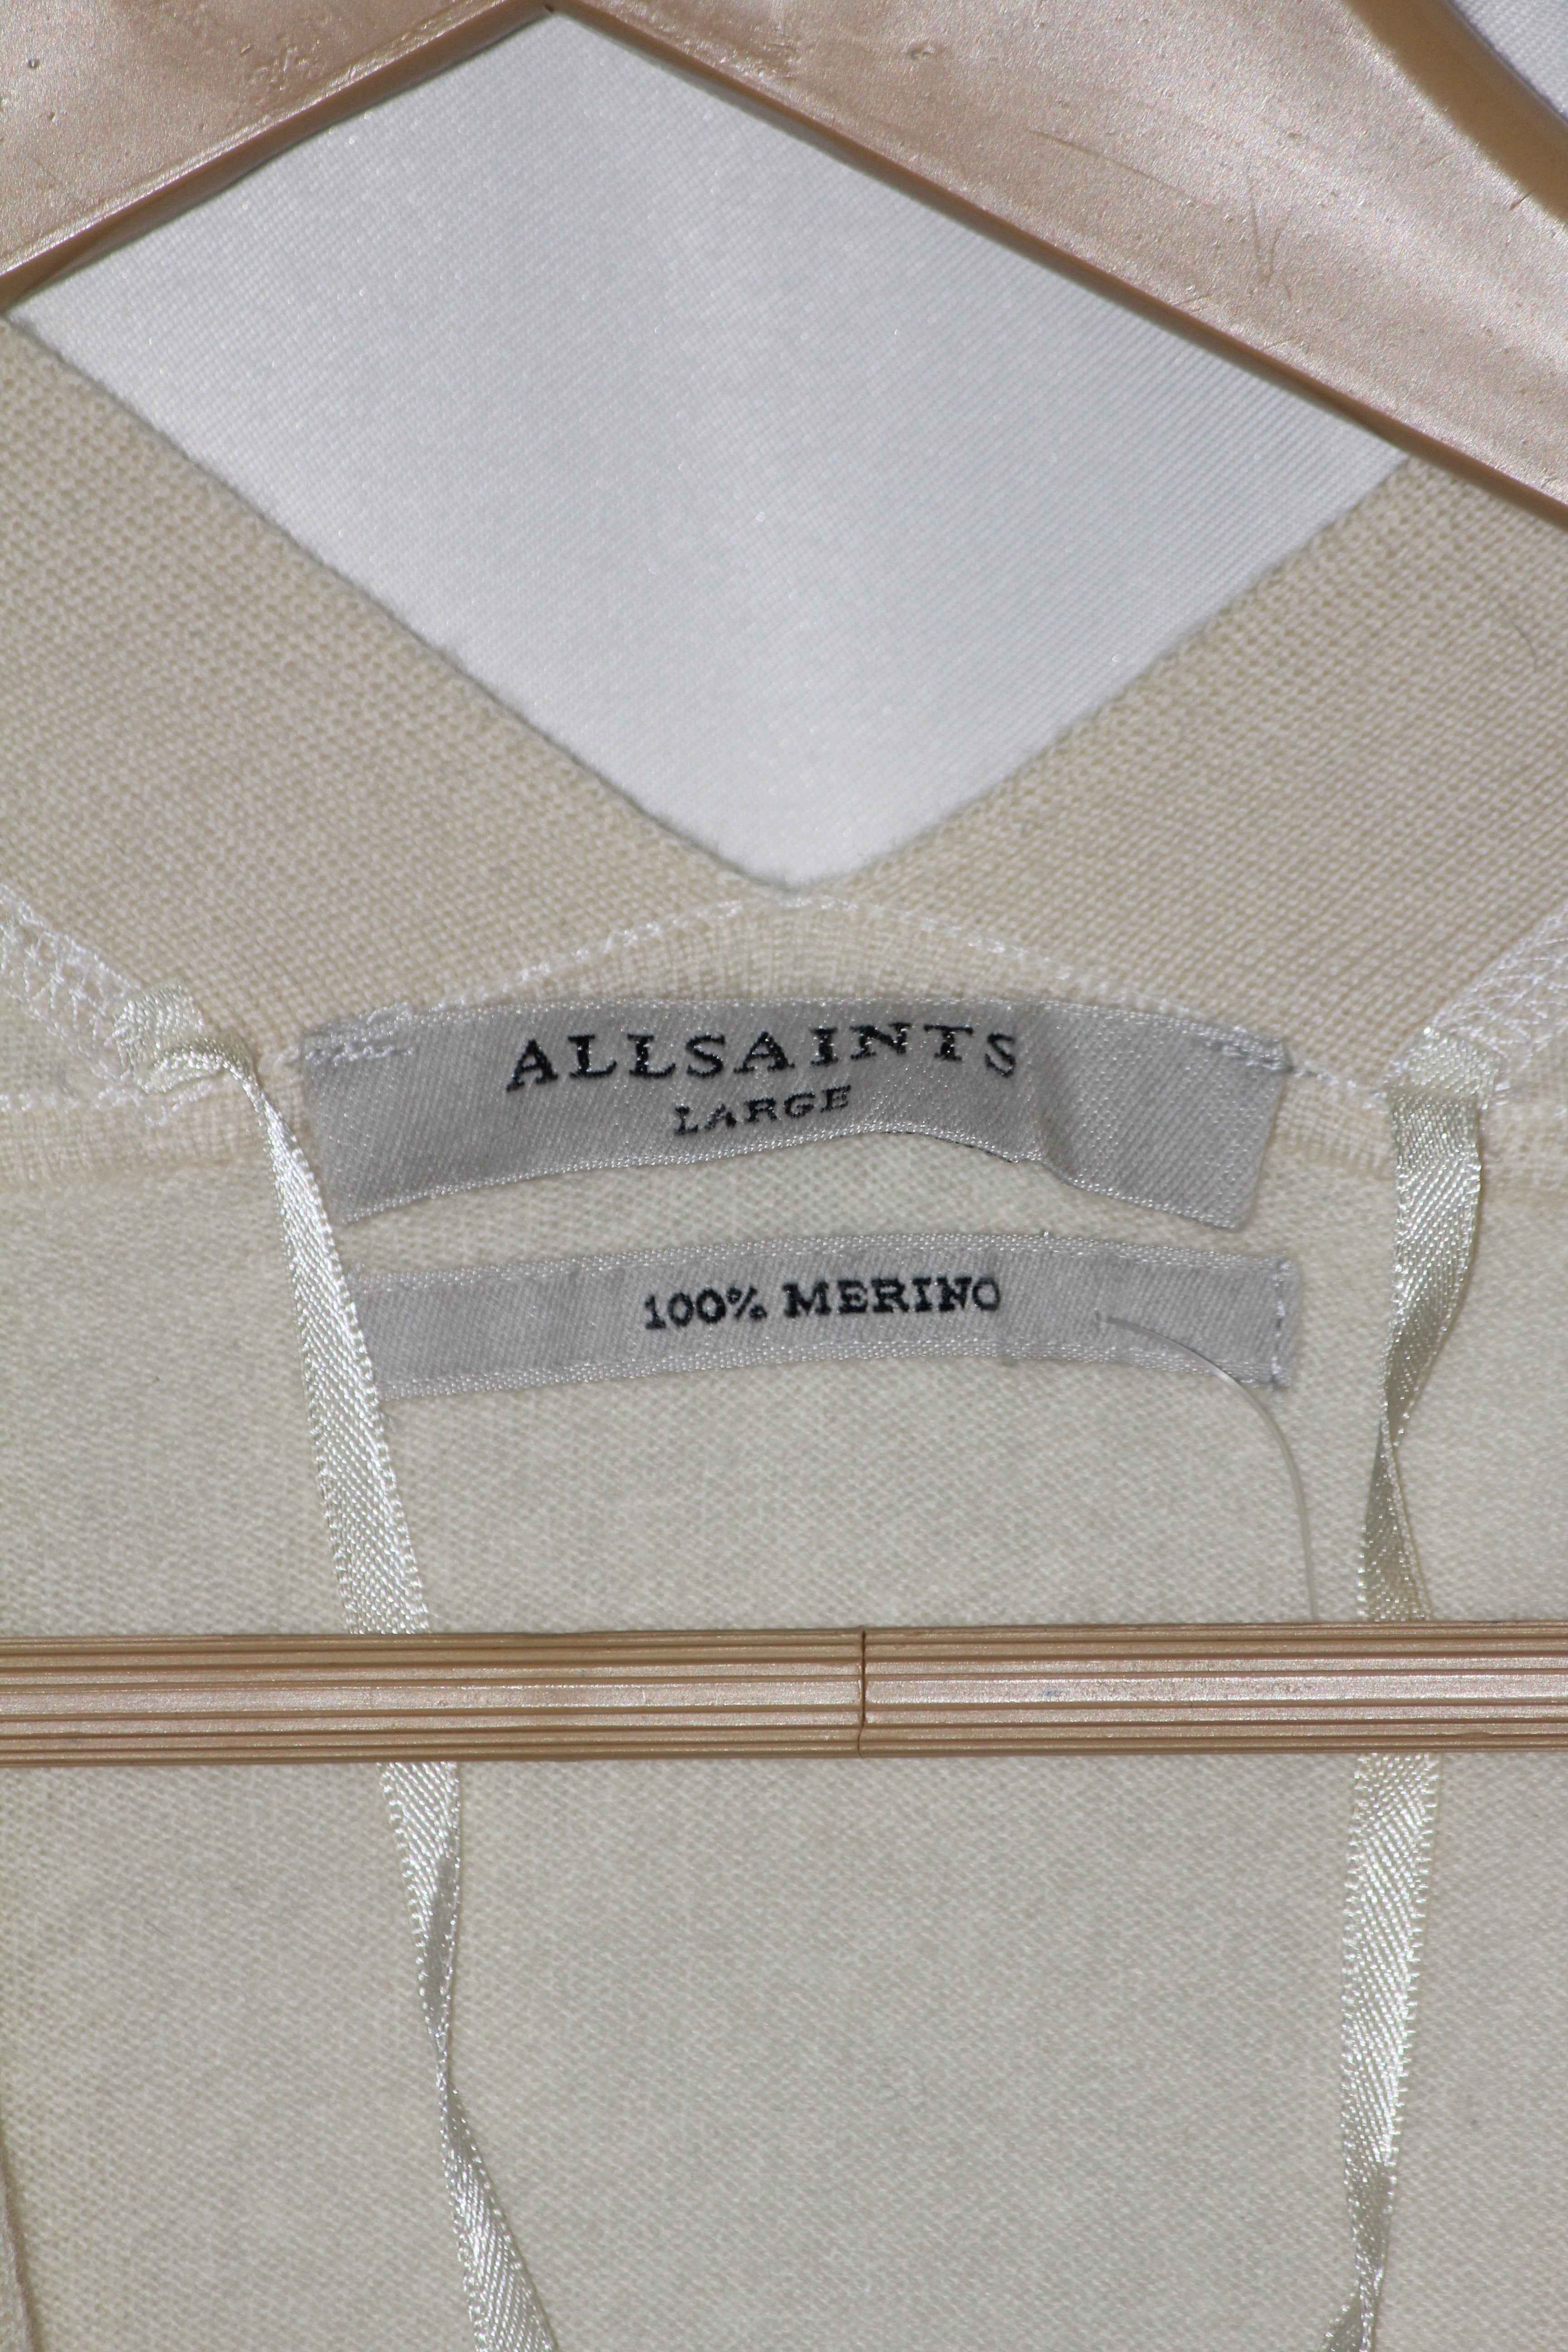 ALLSAINTS
LARGE
100% MERINO